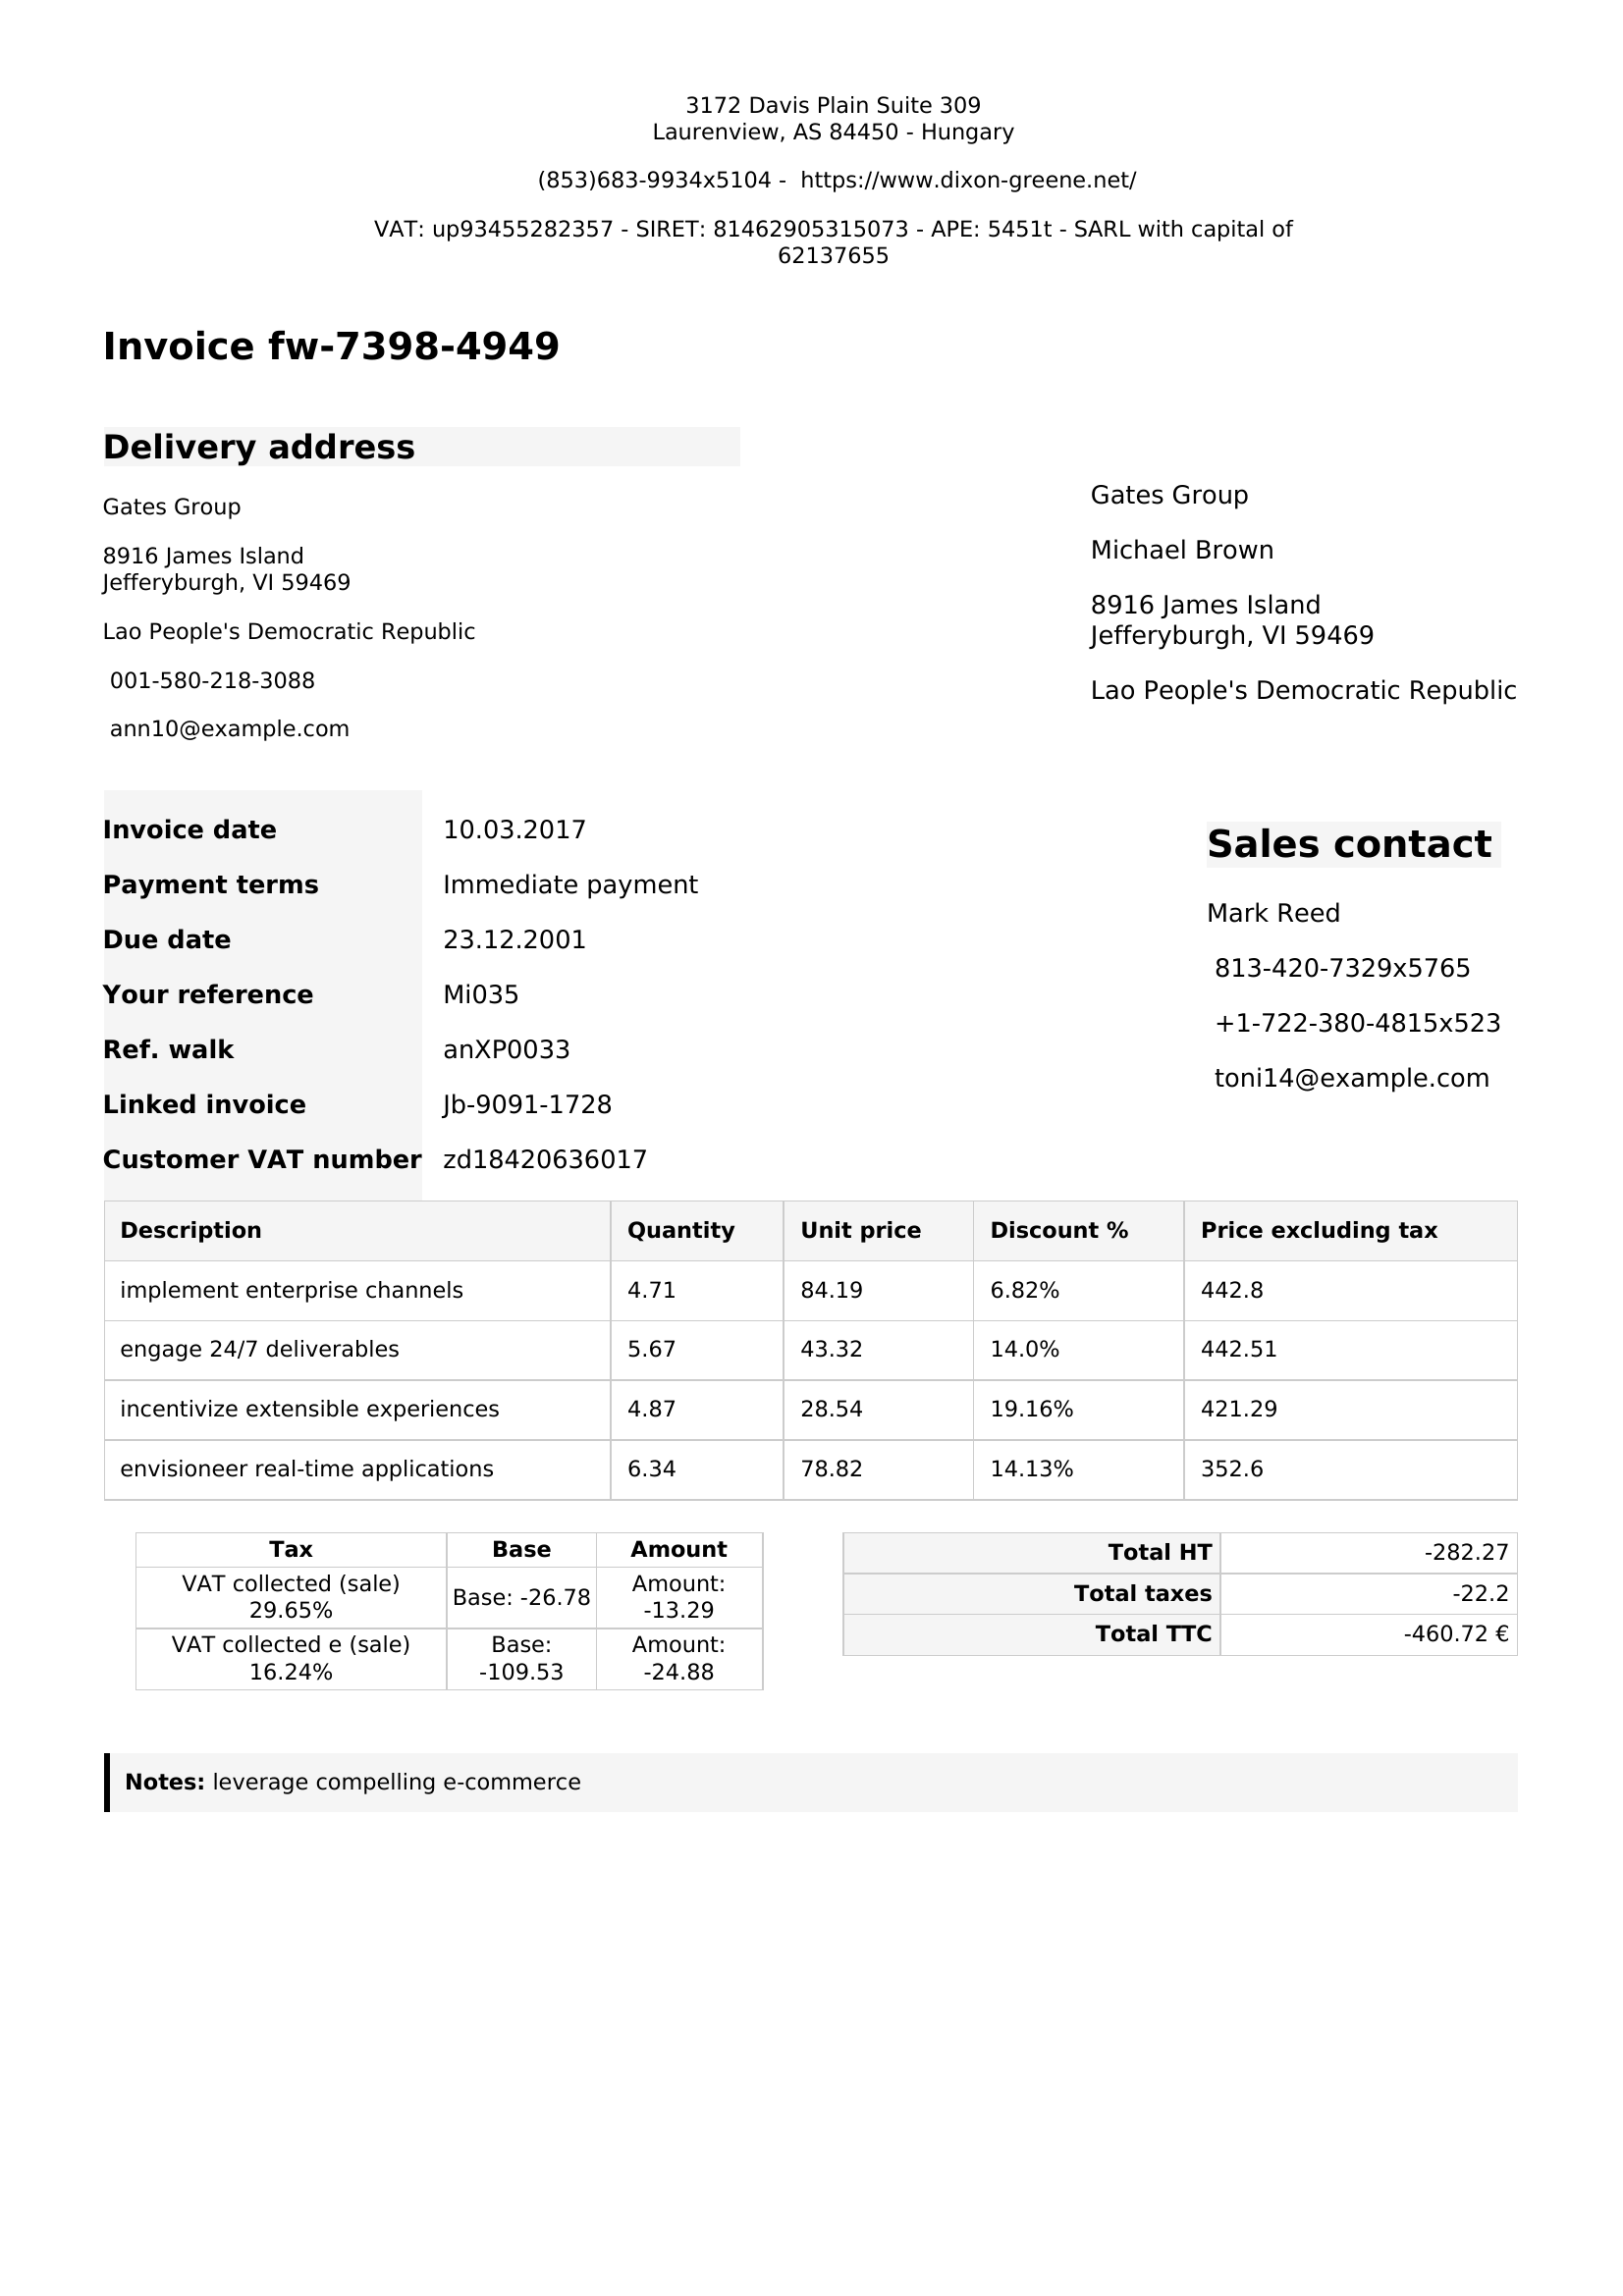 3172 Davis Plain Suite 309
Laurenview, AS 84450 - Hungary
(853)683-9934x5104 -  https://www.dixon-greene.net/
VAT: up93455282357 - SIRET: 81462905315073 - APE: 5451t - SARL with capital of
62137655
Invoice fw-7398-4949
Delivery address
Gates Group
8916 James Island
Jefferyburgh, VI 59469
Lao People's Democratic Republic
001-580-218-3088
ann10@example.com
Gates Group
Michael Brown
8916 James Island
Jefferyburgh, VI 59469
Lao People's Democratic Republic
Invoice date 10.03.2017
Payment terms Immediate payment
Due date 23.12.2001
Your reference Mi035
Ref. walk anXP0033
Linked invoice Jb-9091-1728
Customer VAT number zd18420636017
Sales contact
Mark Reed
813-420-7329x5765
+1-722-380-4815x523
toni14@example.com
Description Quantity Unit price Discount % Price excluding tax
implement enterprise channels 4.71 84.19 6.82% 442.8
engage 24/7 deliverables 5.67 43.32 14.0% 442.51
incentivize extensible experiences 4.87 28.54 19.16% 421.29
envisioneer real-time applications 6.34 78.82 14.13% 352.6
Tax Base Amount
VAT collected (sale) 29.65% Base: -26.78 Amount: -13.29
VAT collected e (sale) 16.24% Base: -109.53 Amount: -24.88
Total HT -282.27
Total taxes -22.2
Total TTC -460.72 €
Notes: leverage compelling e-commerce